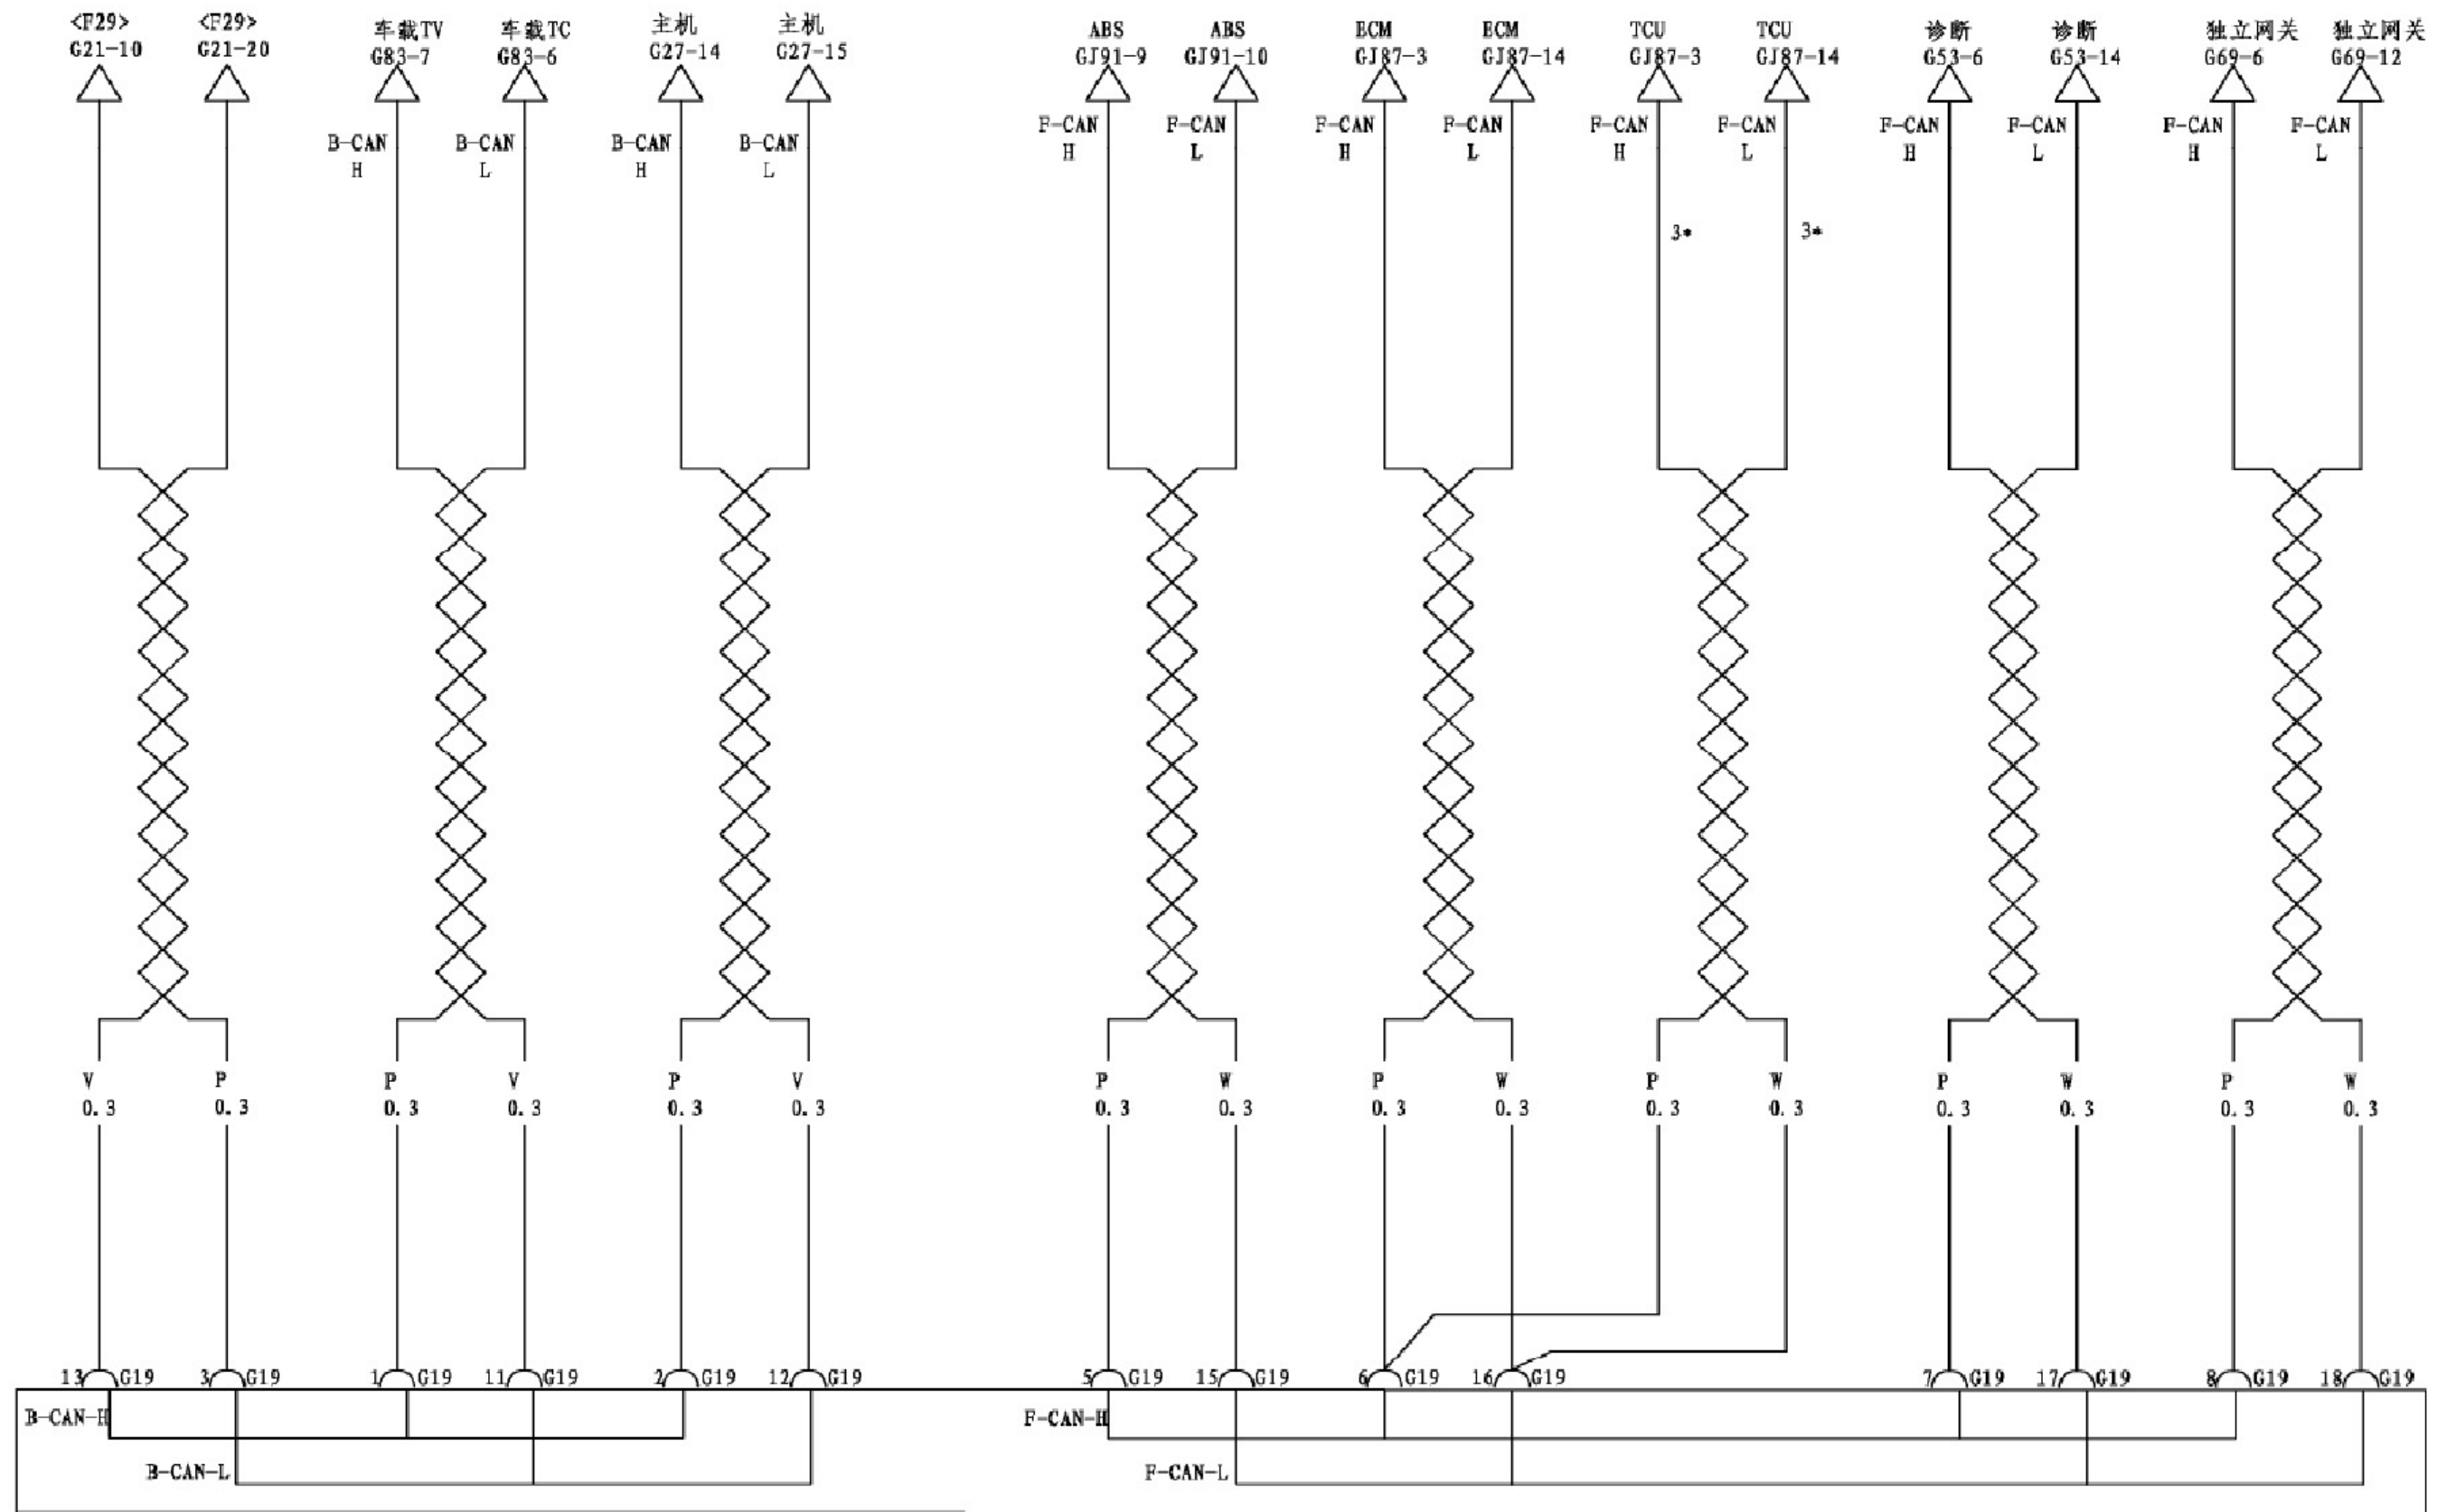 <F29> <F29> 车载TV 车载TC 主机 主机 ABS ABS ECM ECM TCU TCU 诊断 诊断 独立网关 独立网关
G21-10 G21-20 G83-7 G83-6 G27-14 G27-15 GJ91-9 GJ91-10 GJ87-3 GJ87-14 GJ87-3 GJ87-14 G53-6 G53-14 G69-6 G69-12
B-CAN B-CAN B-CAN B-CAN F-CAN F-CAN F-CAN F-CAN F-CAN F-CAN F-CAN F-CAN F-CAN F-CAN
H L H L H L H L H L H L H L
3* 3*
V P P V P V P W P W P W P W P W
0.3 0.3 0.3 0.3 0.3 0.3 0.3 0.3 0.3 0.3 0.3 0.3 0.3 0.3 0.3 0.3
13 G19 3 G19 1 G19 11 G19 2 G19 12 G19 5 G19 15 G19 6 G19 16 G19 7 G19 17 G19 8 G19 18 G19
B-CAN-H F-CAN-H
B-CAN-L F-CAN-L